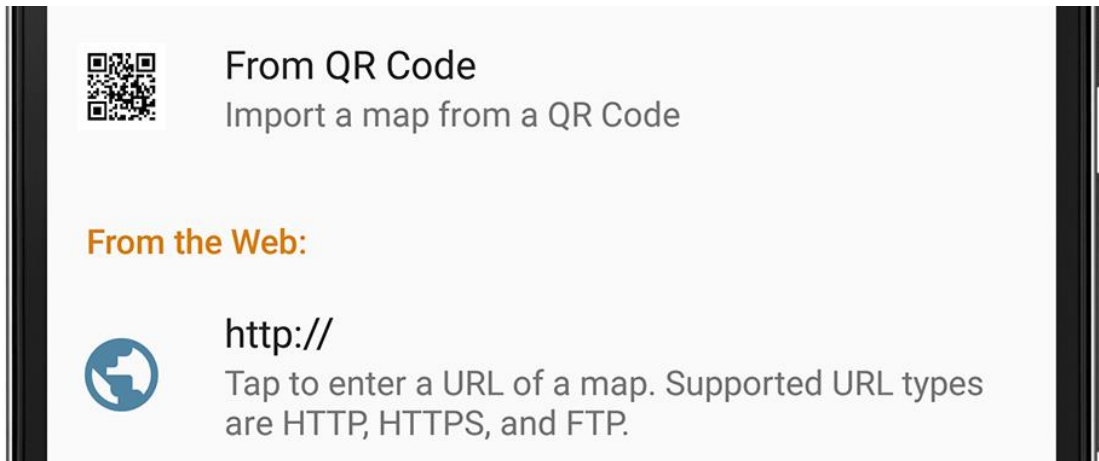 From QR Code
Import a map from a QR Code
From the Web:
http://
Tap to enter a URL of a map. Supported URL types
are HTTP, HTTPS, and FTP.